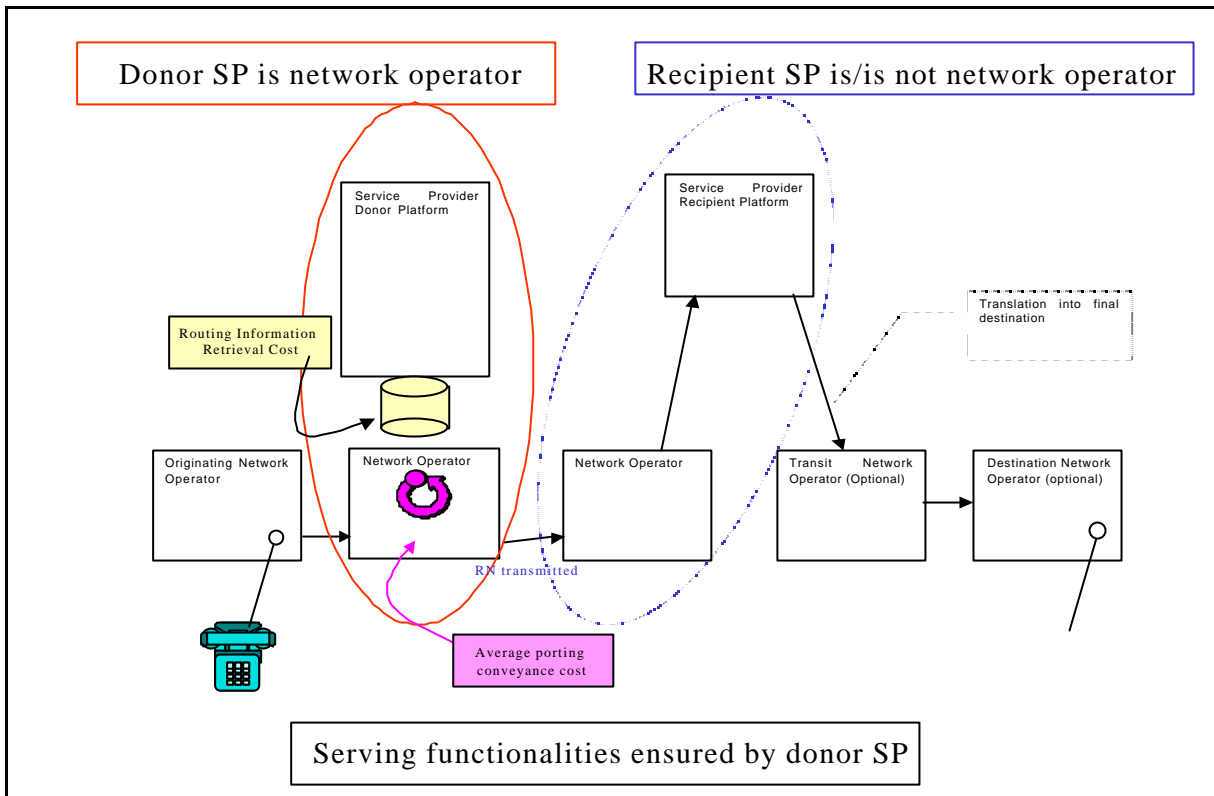 Donor SP is network operator
Recipient SP is/is not network operator
Service Provider
Donor Platform
Service Provider
Recipient Platform
Translation into final
destination
Routing Information
Retrieval Cost
Originating Network
Operator
Network Operator
Network Operator
Transit Network
Operator (Optional)
Destination Network
Operator (optional)
RN transmitted
Average porting
conveyance cost
Serving functionalities ensured by donor SP